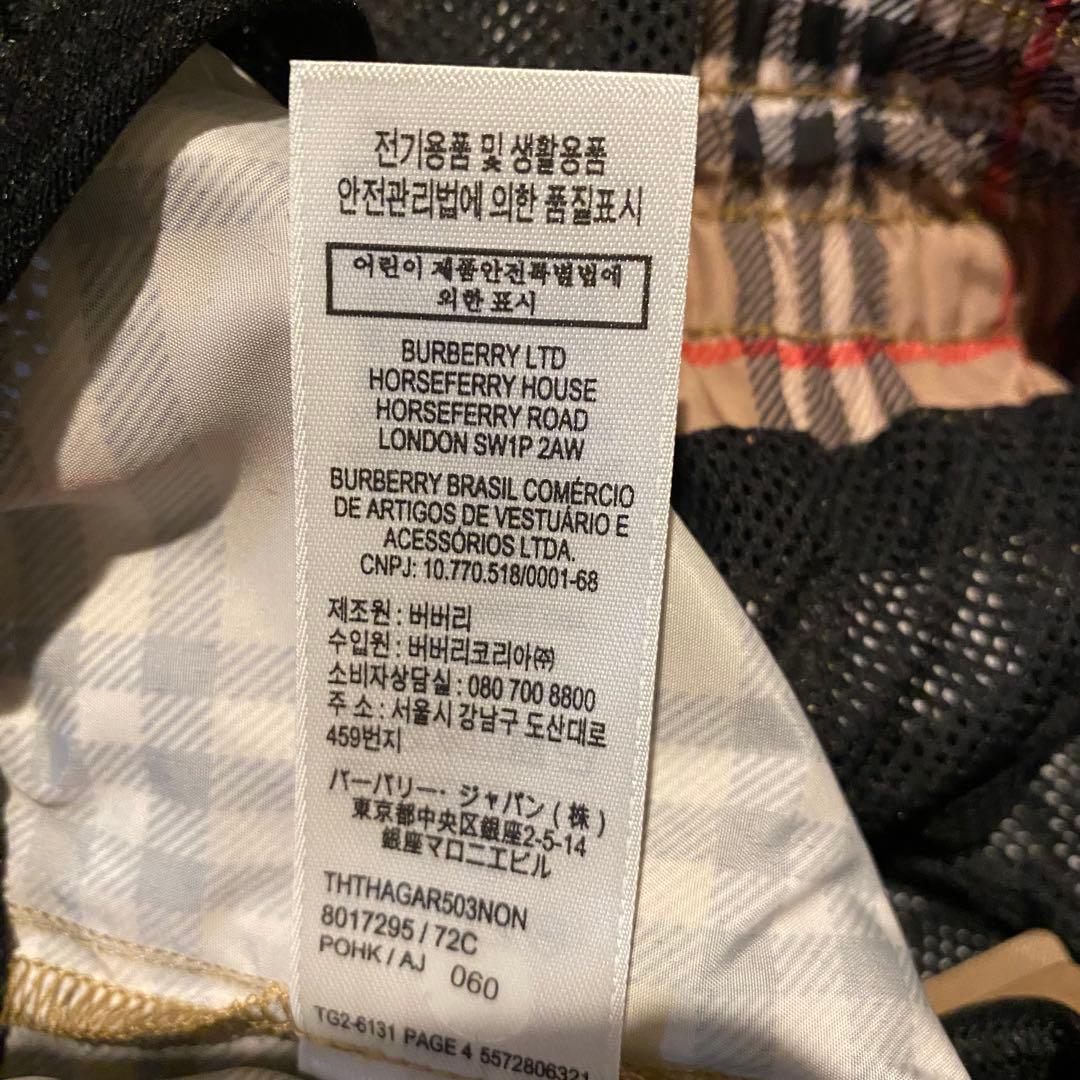 전기용품 및 생활용품
안전관리법에 의한 품질표시
어린이 제품안전특별법에
의한 표시
BURBERRY LTD
HORSEFERRY HOUSE
HORSEFERRY ROAD
LONDON SW1P 2AW
BURBERRY BRASIL COMÉRCIO
DE ARTIGOS DE VESTUÁRIO E
ACESSÓRIOS LTDA.
CNPJ: 10.770.518/0001-68
제조원 : 버버리
수입원 : 버버리코리아㈜
소비자상담실 : 080 700 8800
주 소 : 서울시 강남구 도산대로
459번지
バーバリー・ジャパン(株)
東京都中央区銀座2-5-14
銀座マロニエビル
THTHAGAR503NON
8017295 / 72C
POHK / AJ 060
TG2-6131 PAGE 4 5572806321